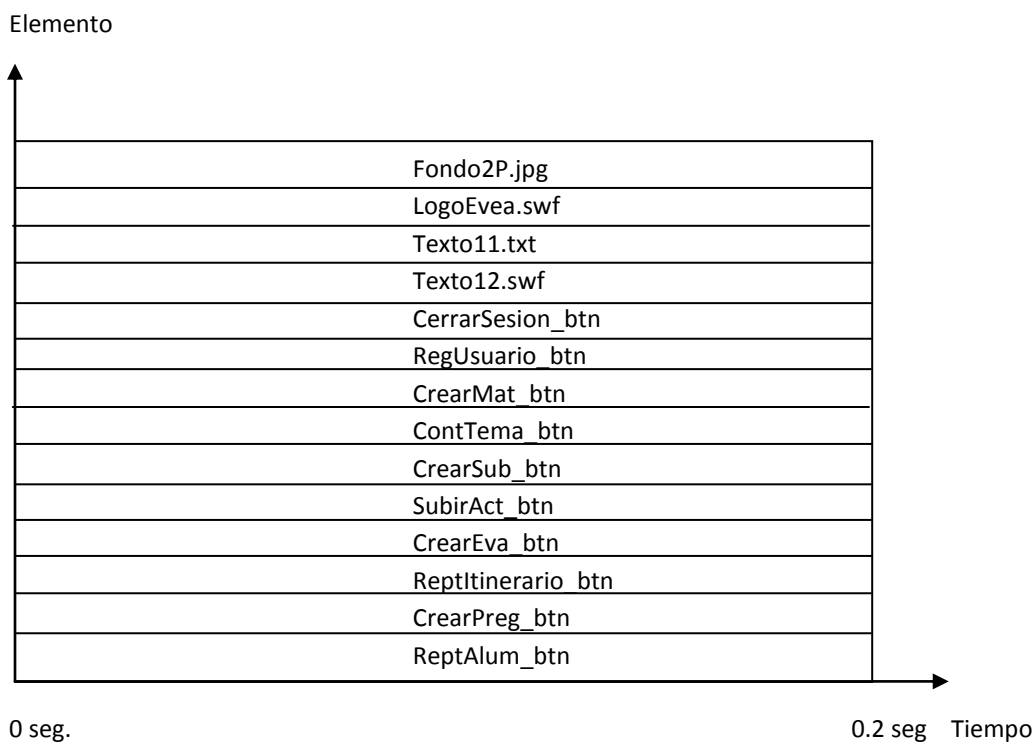 Elemento
Fondo2P.jpg
LogoEvea.swf
Texto11.txt
Texto12.swf
CerrarSesion_btn
RegUsuario_btn
CrearMat_btn
ContTema_btn
CrearSub_btn
SubirAct_btn
CrearEva_btn
ReptItinerario_btn
CrearPreg_btn
ReptAlum_btn
0 seg. 0.2 seg Tiempo